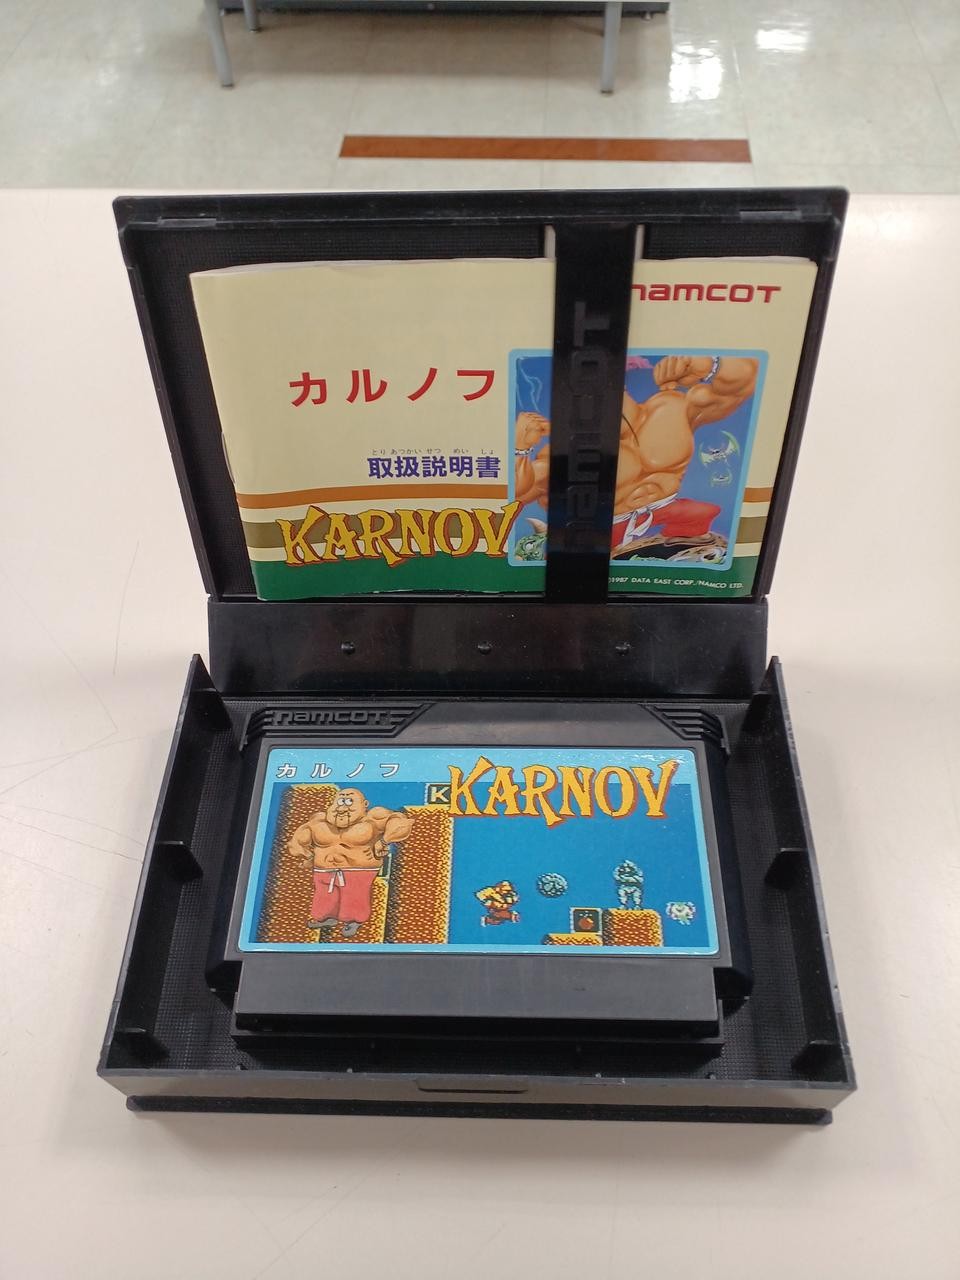 namcot
カルノフ
とりあつかいせつめいしょ
取扱説明書
KARNOV
©1987 DATA EAST CORP./NAMCO LTD.
namcot
namcot
カルノフ
K
KARNOV